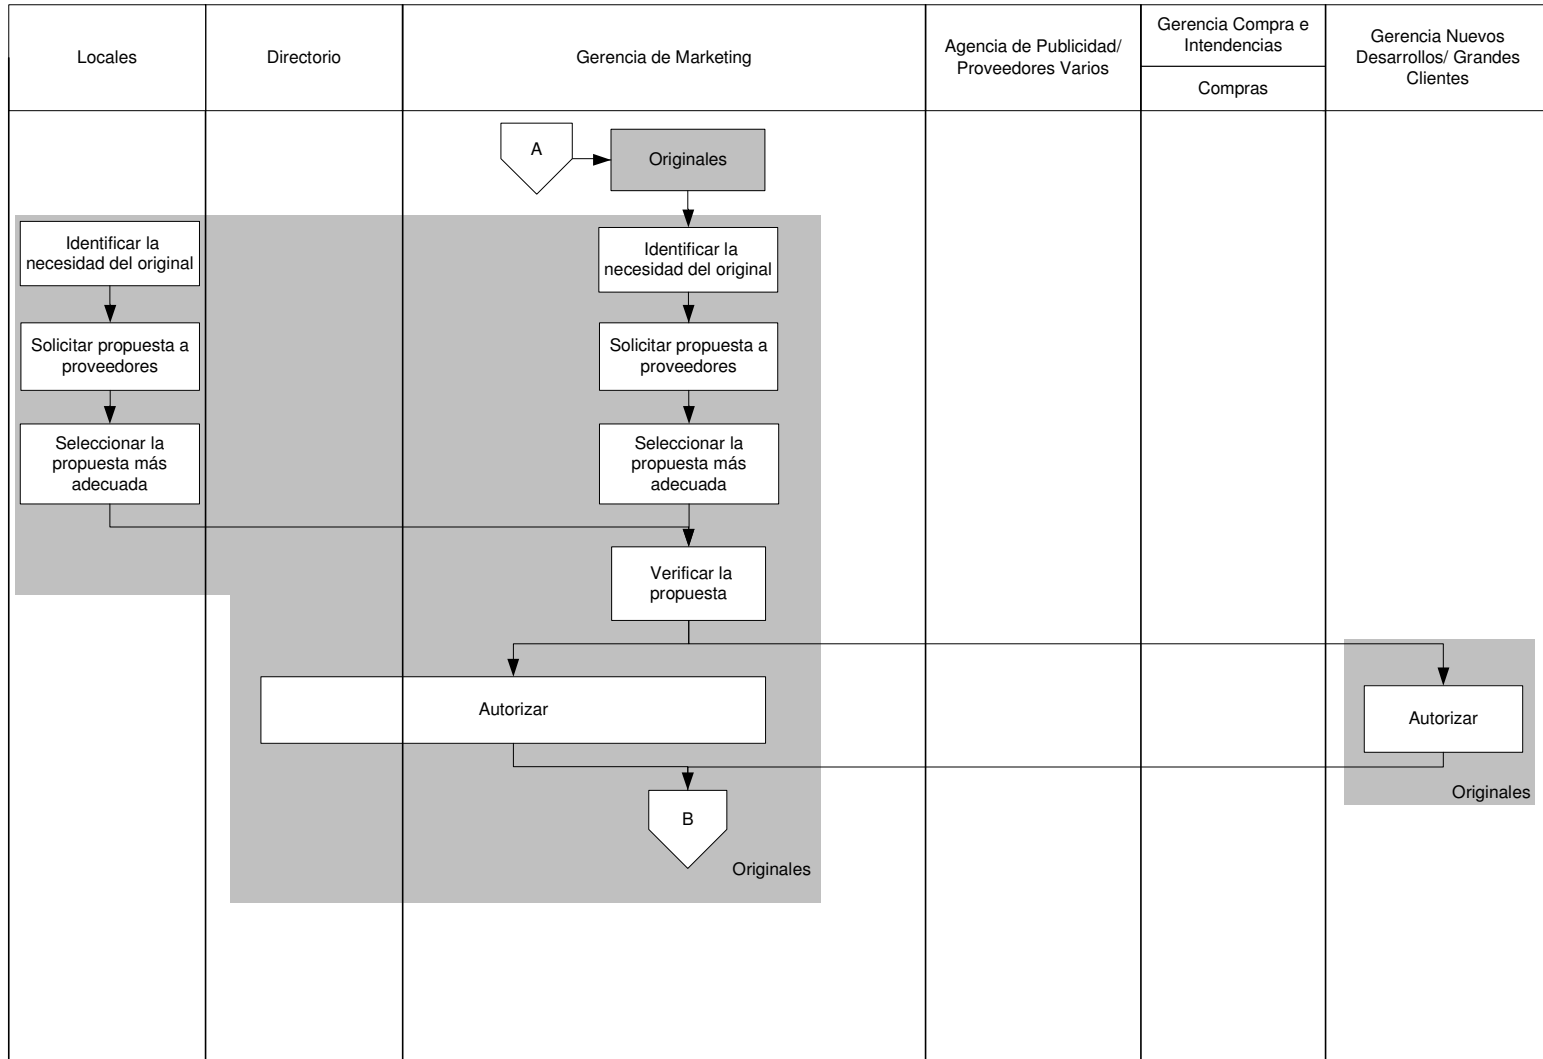 Locales
Directorio
Gerencia de Marketing
Agencia de Publicidad/
Proveedores Varios
Gerencia Compra e
Intendencias
Compras
Gerencia Nuevos
Desarrollos/ Grandes
Clientes
A
Originales
Identificar la
necesidad del original
Identificar la
necesidad del original
Solicitar propuesta a
proveedores
Solicitar propuesta a
proveedores
Seleccionar la
propuesta más
adecuada
Seleccionar la
propuesta más
adecuada
Verificar la
propuesta
Autorizar
Autorizar
Originales
B
Originales